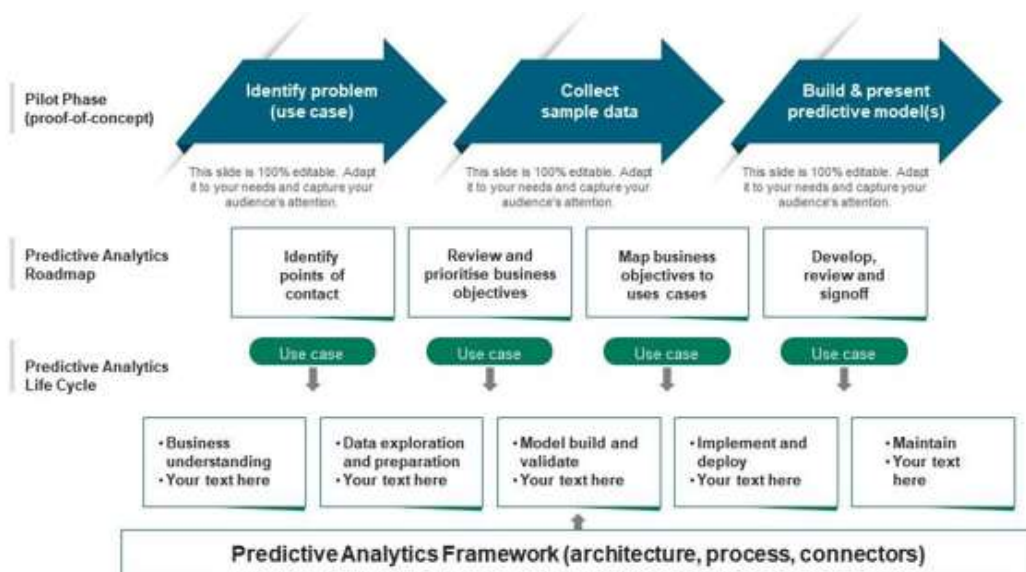 Pilot Phase
(proof-of-concept)
Identify problem
(use case)
Collect
sample data
Build & present
predictive model(s)
This slide is 100% editable. Adapt
it to your needs and capture your
audience's attention.
This slide is 100% editable. Adapt
it to your needs and capture your
audience's attention.
This slide is 100% editable. Adapt
it to your needs and capture your
audience's attention.
Predictive Analytics
Roadmap
Identify
points of
contact
Review and
prioritise business
objectives
Map business
objectives to
uses cases
Develop,
review and
signoff
Predictive Analytics
Life Cycle
Use case
Use case
Use case
Use case
• Business
understanding
• Your text here
• Data exploration
and preparation
• Your text here
• Model build and
validate
• Your text here
• Implement and
deploy
• Your text here
• Maintain
• Your text
here
Predictive Analytics Framework (architecture, process, connectors)